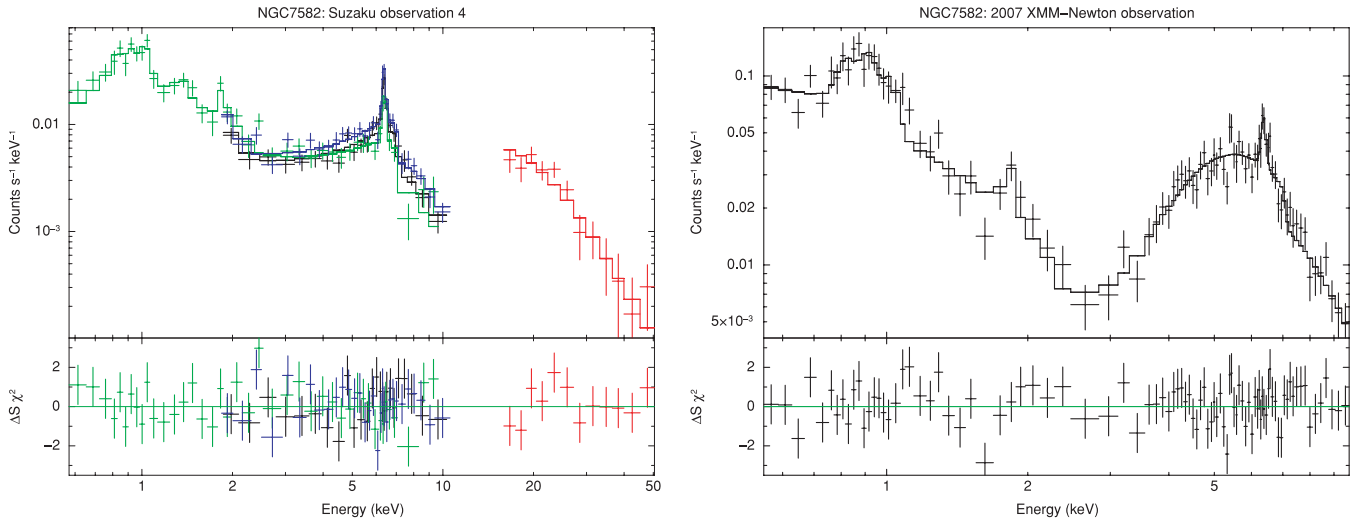 NGC7582: Suzaku observation 4
Counts s⁻¹ keV⁻¹
0.01
10⁻³
ΔS χ²
2
0
−2
1 2 5 10 20 50
Energy (keV)
NGC7582: 2007 XMM−Newton observation
Counts s⁻¹ keV⁻¹
0.1
0.05
0.02
0.01
5×10⁻³
ΔS χ²
2
0
−2
1 2 5
Energy (keV)